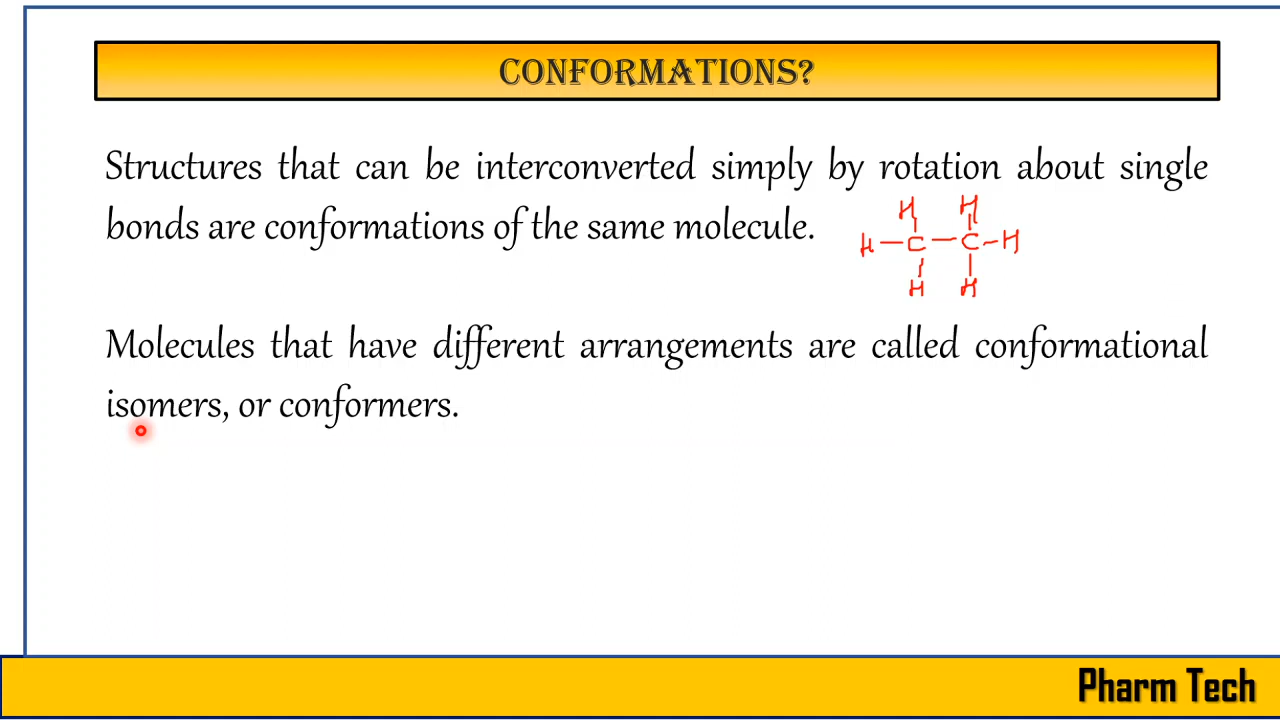 CONFORMATIONS?
Structures that can be interconverted simply by rotation about single
bonds are conformations of the same molecule.
H H
H—C—C—H
H H
Molecules that have different arrangements are called conformational
isomers, or conformers.
Pharm Tech